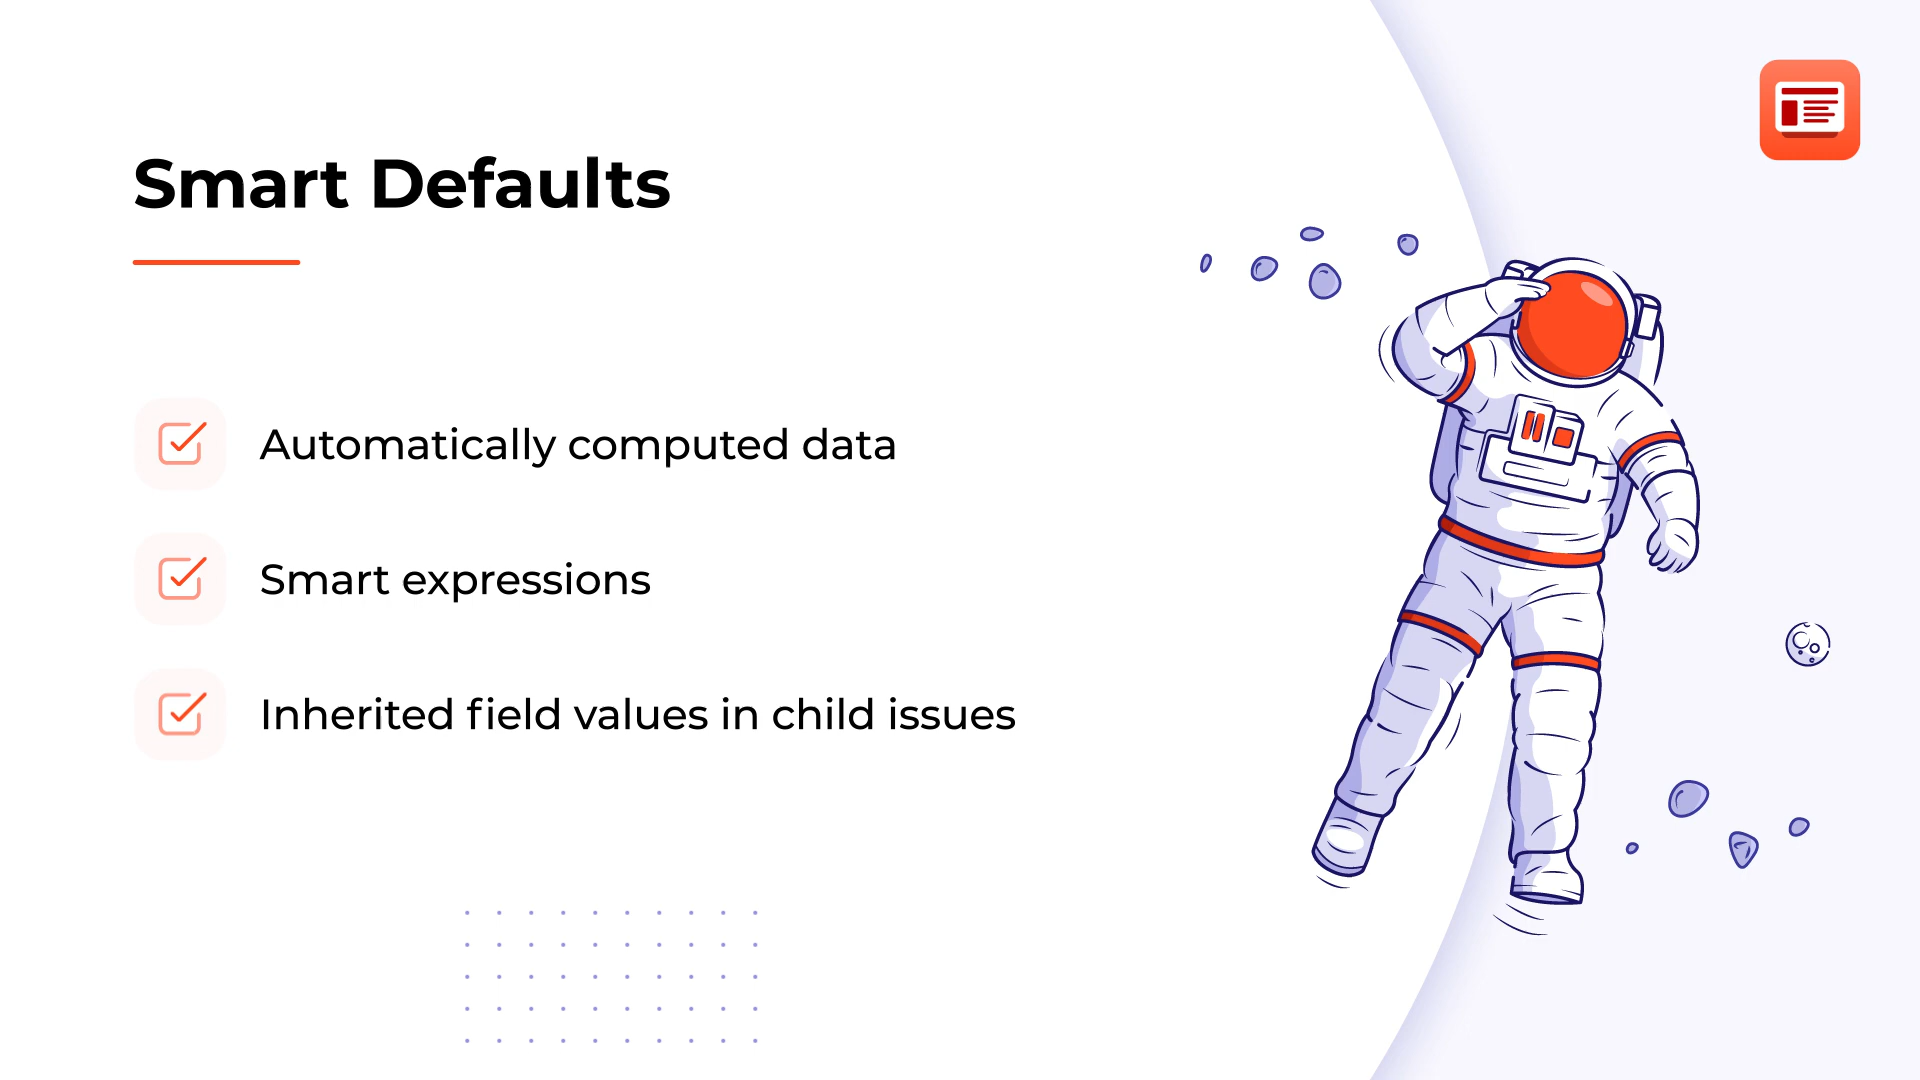 Smart Defaults
Automatically computed data
Smart expressions
Inherited field values in child issues